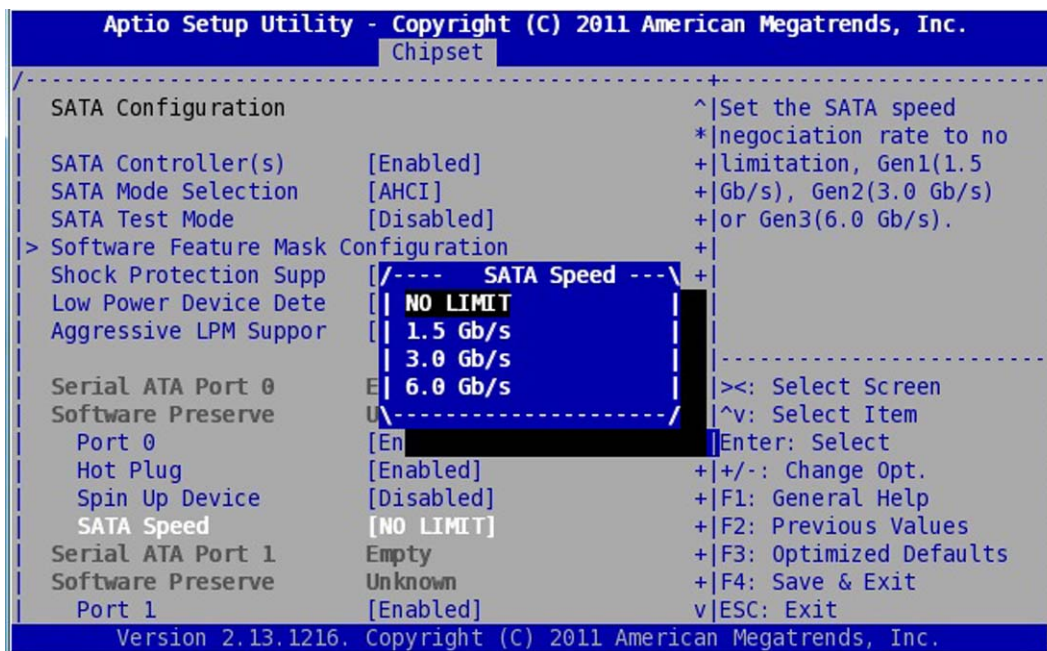 Aptio Setup Utility - Copyright (C) 2011 American Megatrends, Inc.
Chipset
/-----------------------------------------------------+-------------------------
| SATA Configuration ^|Set the SATA speed
| *|negociation rate to no
| SATA Controller(s) [Enabled] +|limitation, Gen1(1.5
| SATA Mode Selection [AHCI] +|Gb/s), Gen2(3.0 Gb/s)
| SATA Test Mode [Disabled] +|or Gen3(6.0 Gb/s).
|> Software Feature Mask Configuration +|
| Shock Protection Supp [/---- SATA Speed ---\ +|
| Low Power Device Dete [| NO LIMIT | |
| Aggressive LPM Suppor [| 1.5 Gb/s | |
| | 3.0 Gb/s | |-------------------------
| Serial ATA Port 0 E| 6.0 Gb/s | |><: Select Screen
| Software Preserve U\---------------------/ |^v: Select Item
| Port 0 [En |Enter: Select
| Hot Plug [Enabled] +|+/-: Change Opt.
| Spin Up Device [Disabled] +|F1: General Help
| SATA Speed [NO LIMIT] +|F2: Previous Values
| Serial ATA Port 1 Empty +|F3: Optimized Defaults
| Software Preserve Unknown +|F4: Save & Exit
| Port 1 [Enabled] v|ESC: Exit
Version 2.13.1216. Copyright (C) 2011 American Megatrends, Inc.